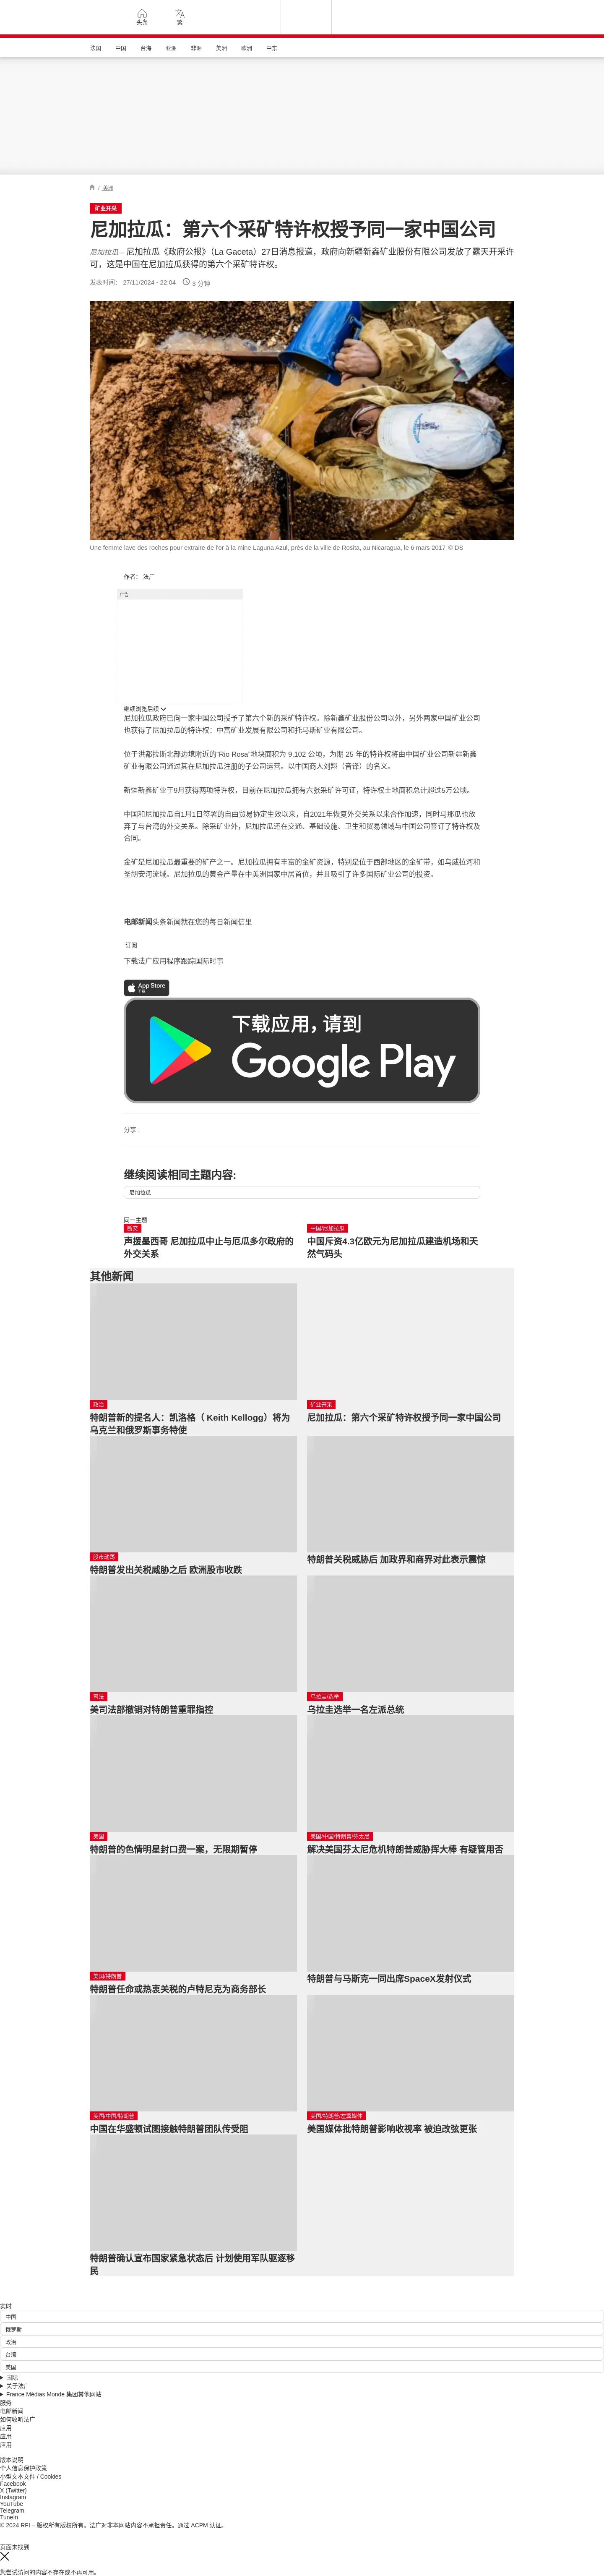 头条
繁
法国
中国
台海
亚洲
非洲
美洲
欧洲
中东
/ 美洲
矿业开采
尼加拉瓜：第六个采矿特许权授予同一家中国公司
尼加拉瓜 – 尼加拉瓜《政府公报》（La Gaceta）27日消息报道，政府向新疆新鑫矿业股份有限公司发放了露天开采许
可，这是中国在尼加拉瓜获得的第六个采矿特许权。
发表时间： 27/11/2024 - 22:04 3 分钟
Une femme lave des roches pour extraire de l'or à la mine Laguna Azul, près de la ville de Rosita, au Nicaragua, le 6 mars 2017 © DS
作者： 法广
广告
继续浏览后续
尼加拉瓜政府已向一家中国公司授予了第六个新的采矿特许权。除新鑫矿业股份公司以外，另外两家中国矿业公司
也获得了尼加拉瓜的特许权：中富矿业发展有限公司和托马斯矿业有限公司。
位于洪都拉斯北部边境附近的"Rio Rosa"地块面积为 9,102 公顷，为期 25 年的特许权将由中国矿业公司新疆新鑫
矿业有限公司通过其在尼加拉瓜注册的子公司运营。以中国商人刘翔（音译）的名义。
新疆新鑫矿业于9月获得两项特许权，目前在尼加拉瓜拥有六张采矿许可证，特许权土地面积总计超过5万公顷。
中国和尼加拉瓜自1月1日签署的自由贸易协定生效以来，自2021年恢复外交关系以来合作加速，同时马那瓜也放
弃了与台湾的外交关系。除采矿业外，尼加拉瓜还在交通、基础设施、卫生和贸易领域与中国公司签订了特许权及
合同。
金矿是尼加拉瓜最重要的矿产之一。尼加拉瓜拥有丰富的金矿资源，特别是位于西部地区的金矿带，如乌威拉河和
圣胡安河流域。尼加拉瓜的黄金产量在中美洲国家中居首位，并且吸引了许多国际矿业公司的投资。
电邮新闻头条新闻就在您的每日新闻信里
订阅
下载法广应用程序跟踪国际时事
App Store
下载
下载应用，请到
Google Play
分享 :
继续阅读相同主题内容:
尼加拉瓜
同一主题
断交
声援墨西哥 尼加拉瓜中止与厄瓜多尔政府的
外交关系
中国/尼加拉瓜
中国斥资4.3亿欧元为尼加拉瓜建造机场和天
然气码头
其他新闻
政治
特朗普新的提名人：凯洛格（ Keith Kellogg）将为
乌克兰和俄罗斯事务特使
矿业开采
尼加拉瓜：第六个采矿特许权授予同一家中国公司
股市动荡
特朗普发出关税威胁之后 欧洲股市收跌
特朗普关税威胁后 加政界和商界对此表示震惊
司法
美司法部撤销对特朗普重罪指控
乌拉圭/选举
乌拉圭选举一名左派总统
美国
特朗普的色情明星封口费一案，无限期暂停
美国/中国/特朗普/芬太尼
解决美国芬太尼危机特朗普威胁挥大棒 有疑管用否
美国/特朗普
特朗普任命或热衷关税的卢特尼克为商务部长
特朗普与马斯克一同出席SpaceX发射仪式
美国/中国/特朗普
中国在华盛顿试图接触特朗普团队传受阻
美国/特朗普/左翼媒体
美国媒体批特朗普影响收视率 被迫改弦更张
特朗普确认宣布国家紧急状态后 计划使用军队驱逐移
民
实时
中国
俄罗斯
政治
台湾
美国
国际
关于法广
France Médias Monde 集团其他网站
服务
电邮新闻
如何收听法广
应用
应用
应用
版本说明
个人信息保护政策
小型文本文件 / Cookies
Facebook
X (Twitter)
Instagram
YouTube
Telegram
TuneIn
© 2024 RFI – 版权所有版权所有。法广对非本网站内容不承担责任。通过 ACPM 认证。
页面未找到
您尝试访问的内容不存在或不再可用。